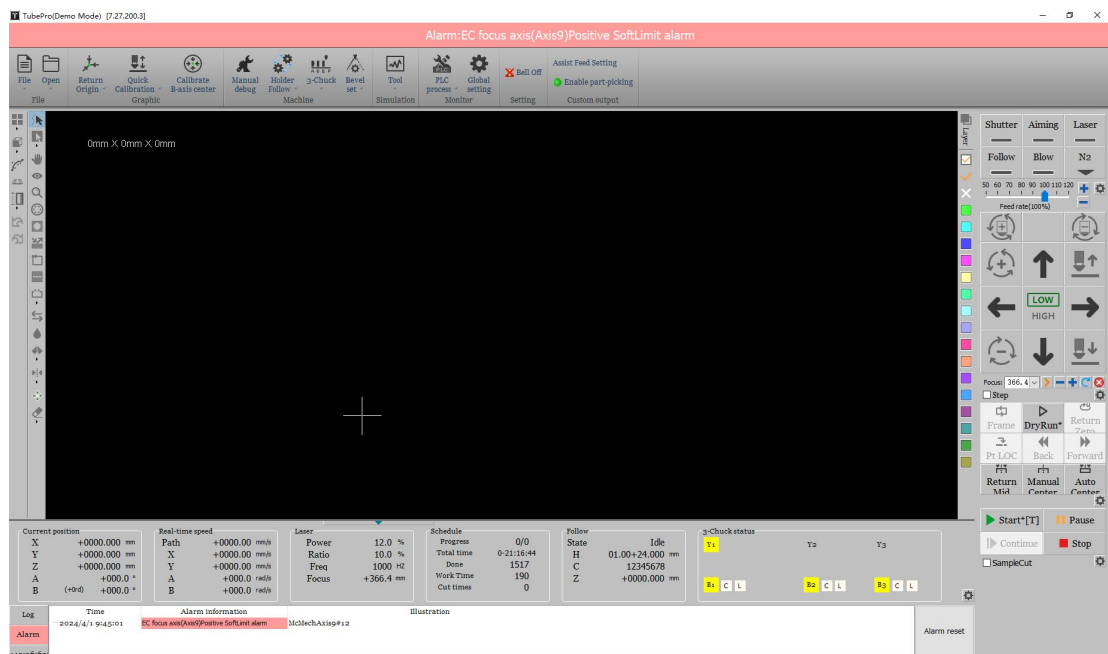 TubePro(Demo Mode) [7.27.200.3]
Alarm:EC focus axis(Axis9)Positive SoftLimit alarm
File Open Return Origin Quick Calibration Calibrate B-axis center Manual debug Holder Follow 3-Chuck Bevel set Tool PLC process Global setting Bell Off
Assist Feed Setting
Enable part-picking
File Graphic Machine Simulation Monitor Setting Custom output
0mm X 0mm X 0mm
Layer
Shutter Aiming Laser
Follow Blow N2
50 60 70 80 90 100 110 120
Feed rate(100%)
LOW
HIGH
Focus: 366.4
Step
Frame DryRun* Return Zero
Pt LOC Back Forward
Return Mid Manual Center Auto Center
Start*[T] Pause
Continue Stop
SampleCut
Current position
X +0000.000 mm
Y +0000.000 mm
Z +0000.000 mm
A +000.0 °
B (+0rd) +000.0 °
Real-time speed
Path +0000.00 mm/s
X +0000.00 mm/s
Y +0000.00 mm/s
A +000.0 rad/s
B +000.0 rad/s
Laser
Power 12.0 %
Ratio 10.0 %
Freq 1000 HZ
Focus +366.4 mm
Schedule
Progress 0/0
Total time 0-21:16:44
Done 1517
Work Time 190
Cut times 0
Follow
State Idle
H 01.00+24.000 mm
C 12345678
Z +0000.000 mm
3-Chuck status
Y1 Y2 Y3
B1 C L B2 C L B3 C L
Log Time Alarm information Illustration
Alarm 2024/4/1 9:45:01 EC focus axis(Axis9)Positive SoftLimit alarm McMechAxis9#12
Alarm reset